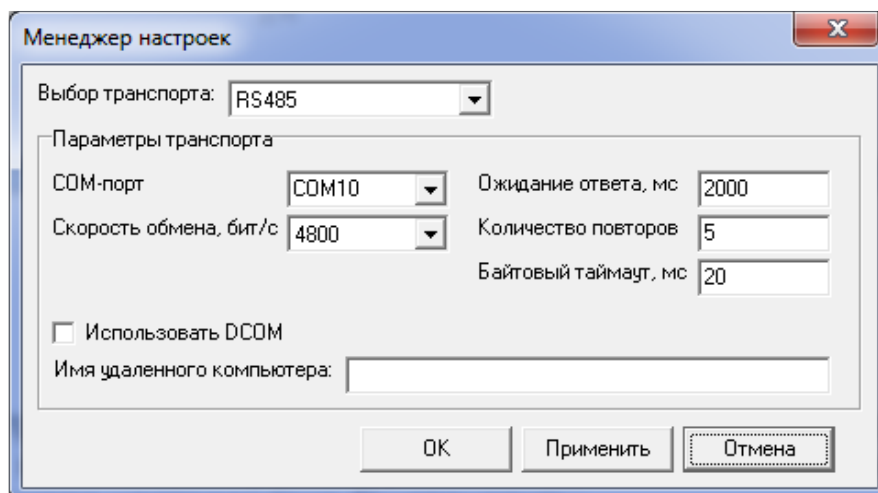 Менеджер настроек
Выбор транспорта: RS485
Параметры транспорта
COM-порт COM10 Ожидание ответа, мс 2000
Скорость обмена, бит/с 4800 Количество повторов 5
Байтовый таймаут, мс 20
Использовать DCOM
Имя удаленного компьютера:
OK Применить Отмена